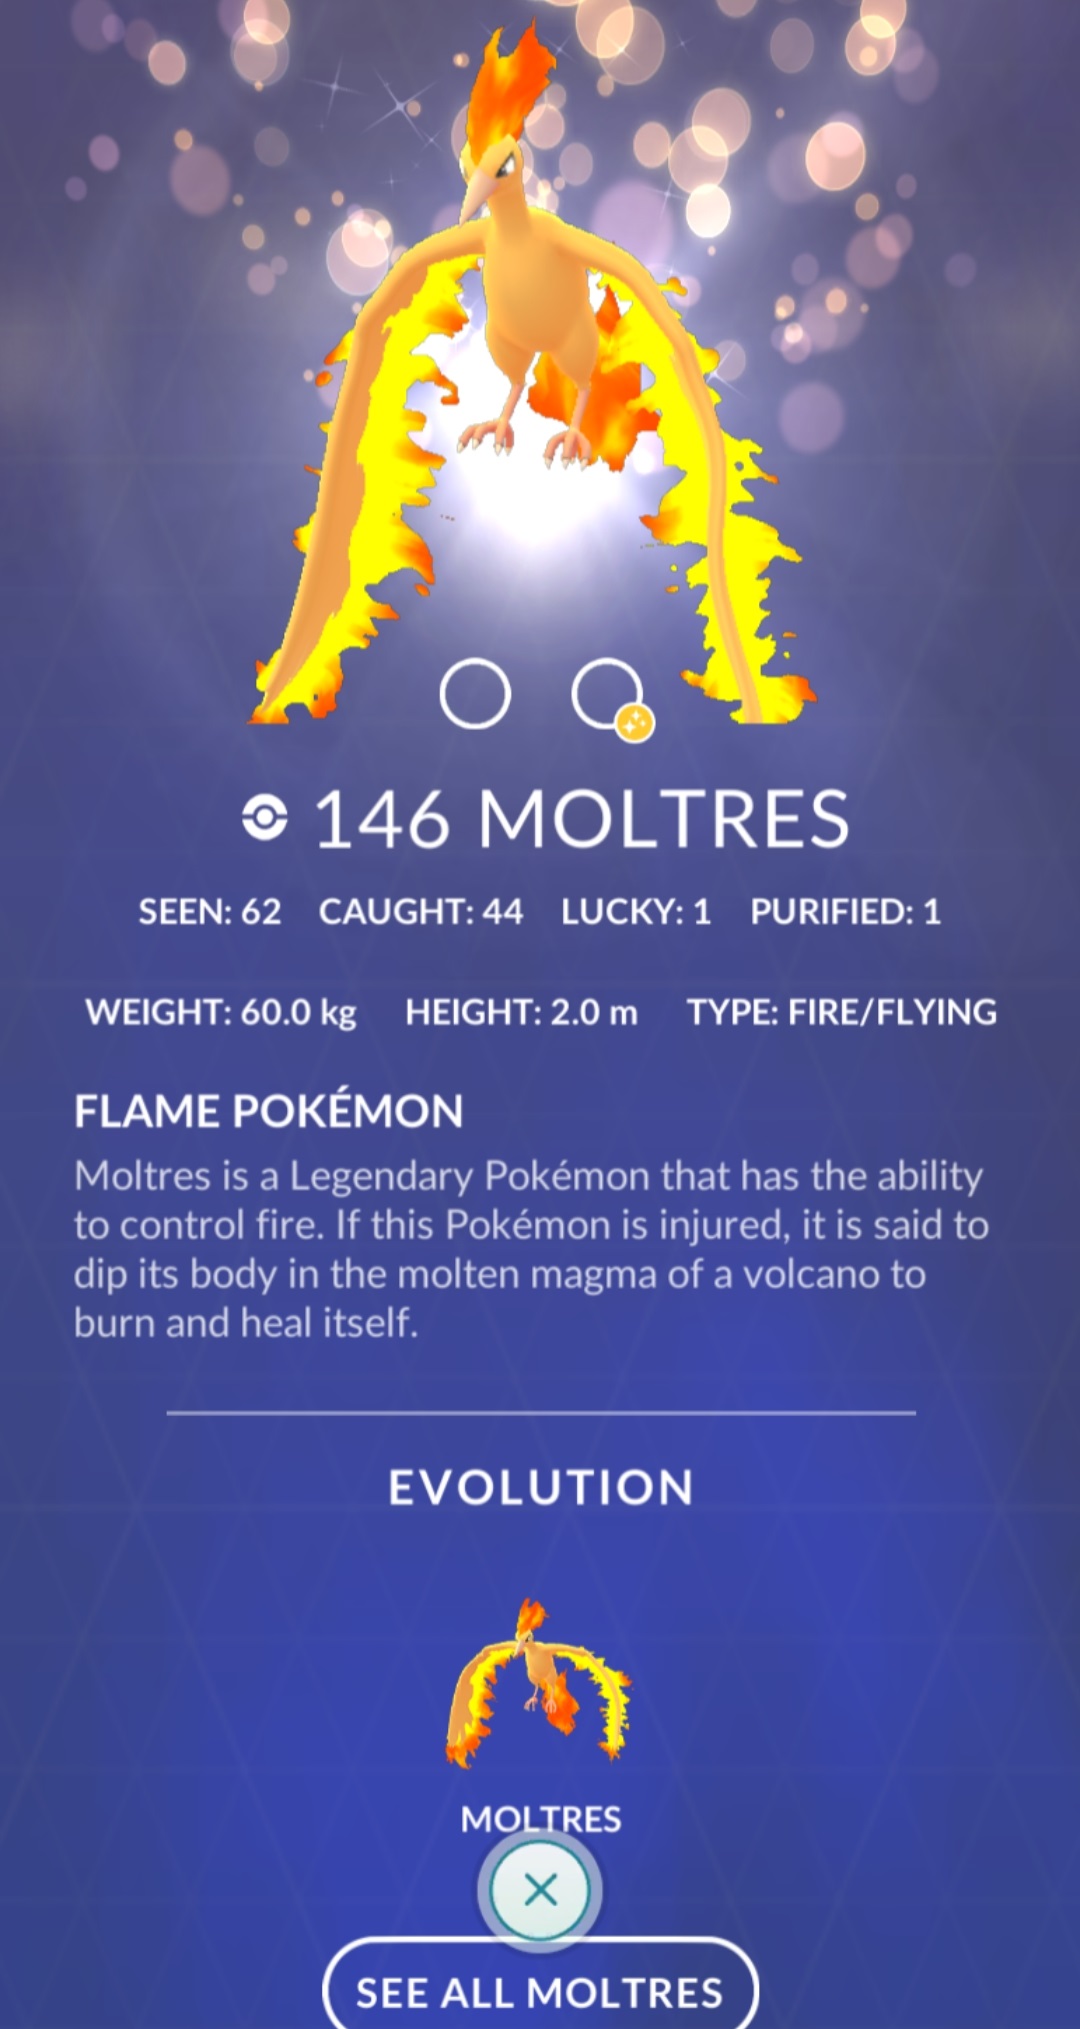 146 MOLTRES
SEEN: 62 CAUGHT: 44 LUCKY: 1 PURIFIED: 1
WEIGHT: 60.0 kg HEIGHT: 2.0 m TYPE: FIRE/FLYING
FLAME POKÉMON
Moltres is a Legendary Pokémon that has the ability
to control fire. If this Pokémon is injured, it is said to
dip its body in the molten magma of a volcano to
burn and heal itself.
EVOLUTION
MOLTRES
SEE ALL MOLTRES